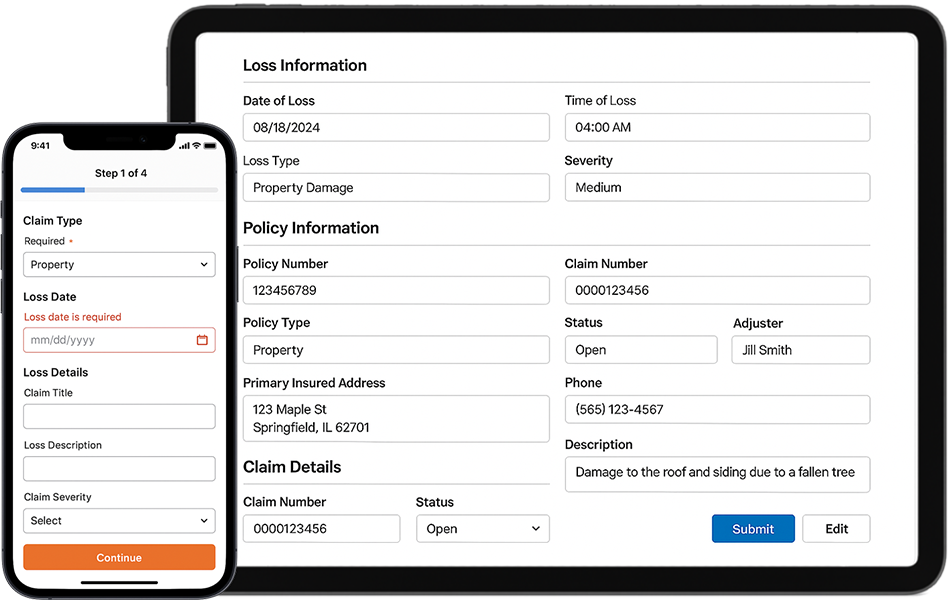 9:41
Step 1 of 4
Claim Type
Required •
Property
Loss Date
Loss date is required
mm/dd/yyyy
Loss Details
Claim Title
Loss Description
Claim Severity
Select
Continue
Loss Information
Date of Loss
Time of Loss
08/18/2024
04:00 AM
Loss Type
Severity
Property Damage
Medium
Policy Information
Policy Number
Claim Number
123456789
0000123456
Policy Type
Status
Adjuster
Property
Open
Jill Smith
Primary Insured Address
Phone
123 Maple St
Springfield, IL 62701
(565) 123-4567
Description
Damage to the roof and siding due to a fallen tree
Claim Details
Claim Number
Status
0000123456
Open
Submit
Edit